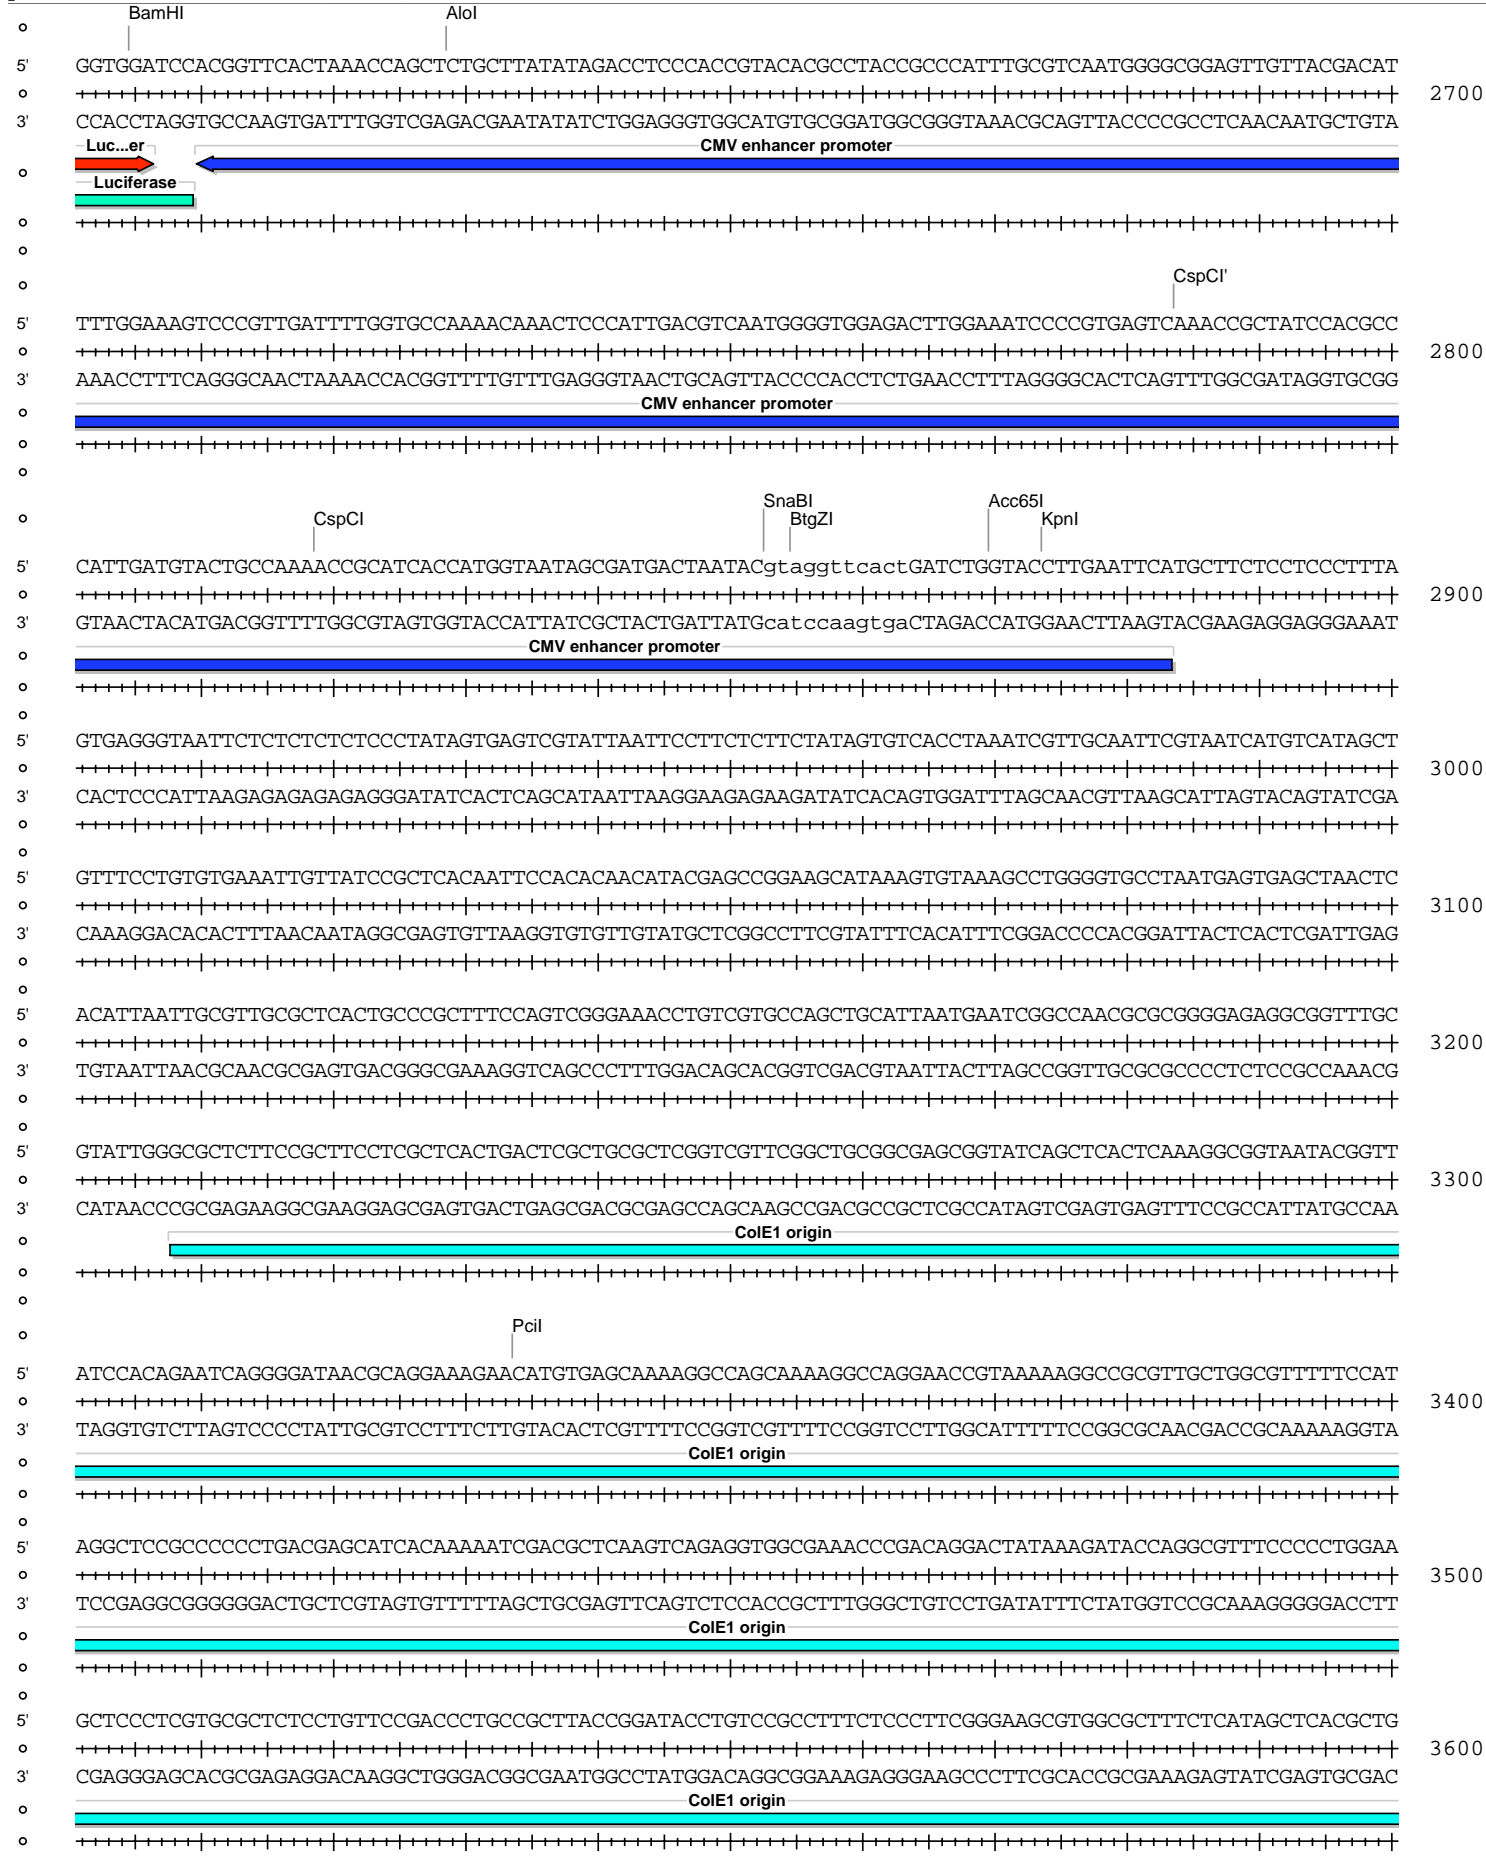 BamHI AloI
5' GGTGGATCCACGGTTCACTAAACCAGCTCTGCTTATATAGACCTCCCACCGTACACGCCTACCGCCCATTTGCGTCAATGGGGCGGAGTTGTTACGACAT
2700
3' CCACCTAGGTGCCAAGTGATTTGGTCGAGACGAATATATCTGGAGGGTGGCATGTGCGGATGGCGGGTAAACGCAGTTACCCCGCCTCAACAATGCTGTA
Luc...er CMV enhancer promoter
Luciferase
CspCI'
5' TTTGGAAAGTCCCGTTGATTTTGGTGCCAAAACAAACTCCCATTGACGTCAATGGGGTGGAGACTTGGAAATCCCCGTGAGTCAAACCGCTATCCACGCC
2800
3' AAACCTTTCAGGGCAACTAAAACCACGGTTTTGTTTGAGGGTAACTGCAGTTACCCCACCTCTGAACCTTTAGGGGCACTCAGTTTGGCGATAGGTGCGG
CMV enhancer promoter
SnaBI Acc65I
CspCI BtgZI KpnI
5' CATTGATGTACTGCCAAAACCGCATCACCATGGTAATAGCGATGACTAATACgtaggttcactGATCTGGTACCTTGAATTCATGCTTCTCCTCCCTTTA
2900
3' GTAACTACATGACGGTTTTGGCGTAGTGGTACCATTATCGCTACTGATTATGcatccaagtgaCTAGACCATGGAACTTAAGTACGAAGAGGAGGGAAAT
CMV enhancer promoter
5' GTGAGGGTAATTCTCTCTCTCTCCCTATAGTGAGTCGTATTAATTCCTTCTCTTCTATAGTGTCACCTAAATCGTTGCAATTCGTAATCATGTCATAGCT
3000
3' CACTCCCATTAAGAGAGAGAGAGGGATATCACTCAGCATAATTAAGGAAGAGAAGATATCACAGTGGATTTAGCAACGTTAAGCATTAGTACAGTATCGA
5' GTTTCCTGTGTGAAATTGTTATCCGCTCACAATTCCACACAACATACGAGCCGGAAGCATAAAGTGTAAAGCCTGGGGTGCCTAATGAGTGAGCTAACTC
3100
3' CAAAGGACACACTTTAACAATAGGCGAGTGTTAAGGTGTGTTGTATGCTCGGCCTTCGTATTTCACATTTCGGACCCCACGGATTACTCACTCGATTGAG
5' ACATTAATTGCGTTGCGCTCACTGCCCGCTTTCCAGTCGGGAAACCTGTCGTGCCAGCTGCATTAATGAATCGGCCAACGCGCGGGGAGAGGCGGTTTGC
3200
3' TGTAATTAACGCAACGCGAGTGACGGGCGAAAGGTCAGCCCTTTGGACAGCACGGTCGACGTAATTACTTAGCCGGTTGCGCGCCCCTCTCCGCCAAACG
5' GTATTGGGCGCTCTTCCGCTTCCTCGCTCACTGACTCGCTGCGCTCGGTCGTTCGGCTGCGGCGAGCGGTATCAGCTCACTCAAAGGCGGTAATACGGTT
3300
3' CATAACCCGCGAGAAGGCGAAGGAGCGAGTGACTGAGCGACGCGAGCCAGCAAGCCGACGCCGCTCGCCATAGTCGAGTGAGTTTCCGCCATTATGCCAA
ColE1 origin
PciI
5' ATCCACAGAATCAGGGGATAACGCAGGAAAGAACATGTGAGCAAAAGGCCAGCAAAAGGCCAGGAACCGTAAAAAGGCCGCGTTGCTGGCGTTTTTCCAT
3400
3' TAGGTGTCTTAGTCCCCTATTGCGTCCTTTCTTGTACACTCGTTTTCCGGTCGTTTTCCGGTCCTTGGCATTTTTCCGGCGCAACGACCGCAAAAAGGTA
ColE1 origin
5' AGGCTCCGCCCCCCTGACGAGCATCACAAAAATCGACGCTCAAGTCAGAGGTGGCGAAACCCGACAGGACTATAAAGATACCAGGCGTTTCCCCCTGGAA
3500
3' TCCGAGGCGGGGGGACTGCTCGTAGTGTTTTTAGCTGCGAGTTCAGTCTCCACCGCTTTGGGCTGTCCTGATATTTCTATGGTCCGCAAAGGGGGACCTT
ColE1 origin
5' GCTCCCTCGTGCGCTCTCCTGTTCCGACCCTGCCGCTTACCGGATACCTGTCCGCCTTTCTCCCTTCGGGAAGCGTGGCGCTTTCTCATAGCTCACGCTG
3600
3' CGAGGGAGCACGCGAGAGGACAAGGCTGGGACGGCGAATGGCCTATGGACAGGCGGAAAGAGGGAAGCCCTTCGCACCGCGAAAGAGTATCGAGTGCGAC
ColE1 origin